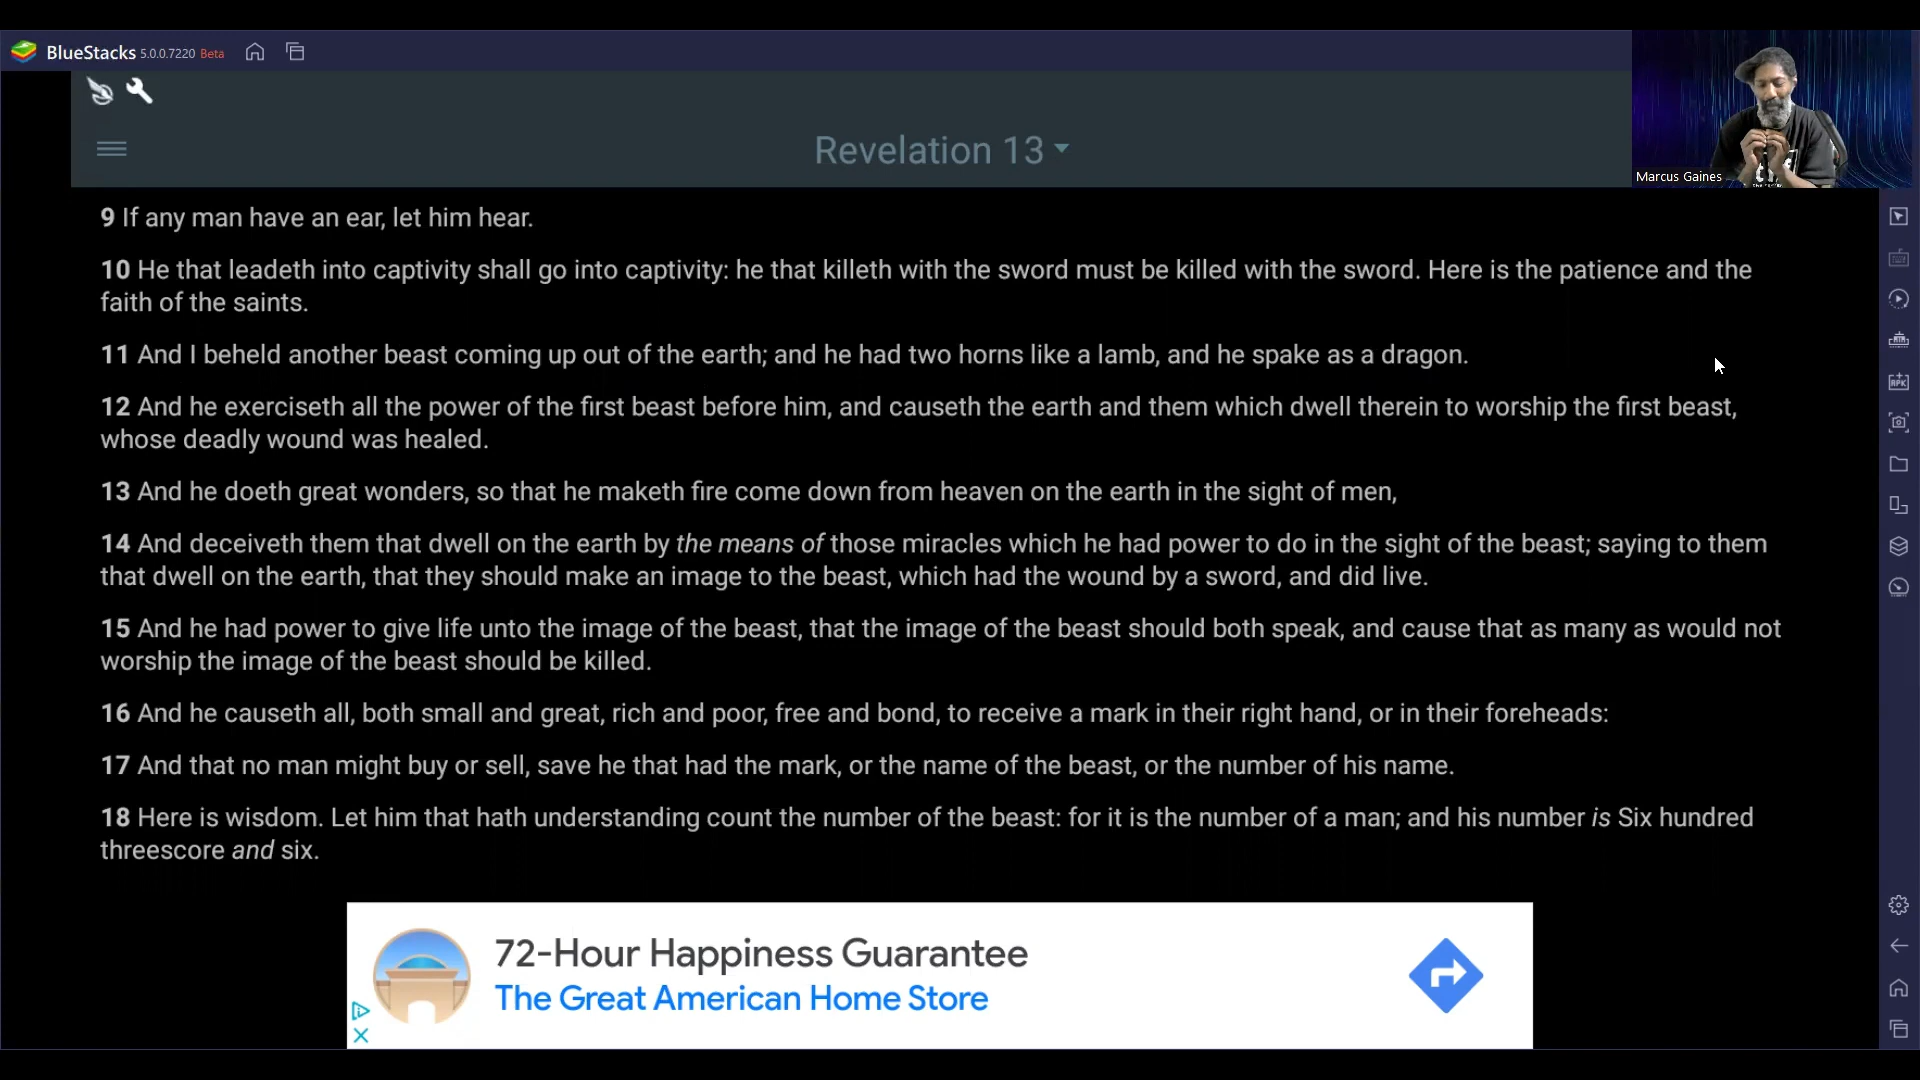 BlueStacks 5.0.0.7220 Beta
Revelation 13
Marcus Gaines
9 If any man have an ear, let him hear.
10 He that leadeth into captivity shall go into captivity: he that killeth with the sword must be killed with the sword. Here is the patience and the
faith of the saints.
11 And I beheld another beast coming up out of the earth; and he had two horns like a lamb, and he spake as a dragon.
12 And he exerciseth all the power of the first beast before him, and causeth the earth and them which dwell therein to worship the first beast,
whose deadly wound was healed.
13 And he doeth great wonders, so that he maketh fire come down from heaven on the earth in the sight of men,
14 And deceiveth them that dwell on the earth by the means of those miracles which he had power to do in the sight of the beast; saying to them
that dwell on the earth, that they should make an image to the beast, which had the wound by a sword, and did live.
15 And he had power to give life unto the image of the beast, that the image of the beast should both speak, and cause that as many as would not
worship the image of the beast should be killed.
16 And he causeth all, both small and great, rich and poor, free and bond, to receive a mark in their right hand, or in their foreheads:
17 And that no man might buy or sell, save he that had the mark, or the name of the beast, or the number of his name.
18 Here is wisdom. Let him that hath understanding count the number of the beast: for it is the number of a man; and his number is Six hundred
threescore and six.
72-Hour Happiness Guarantee
The Great American Home Store